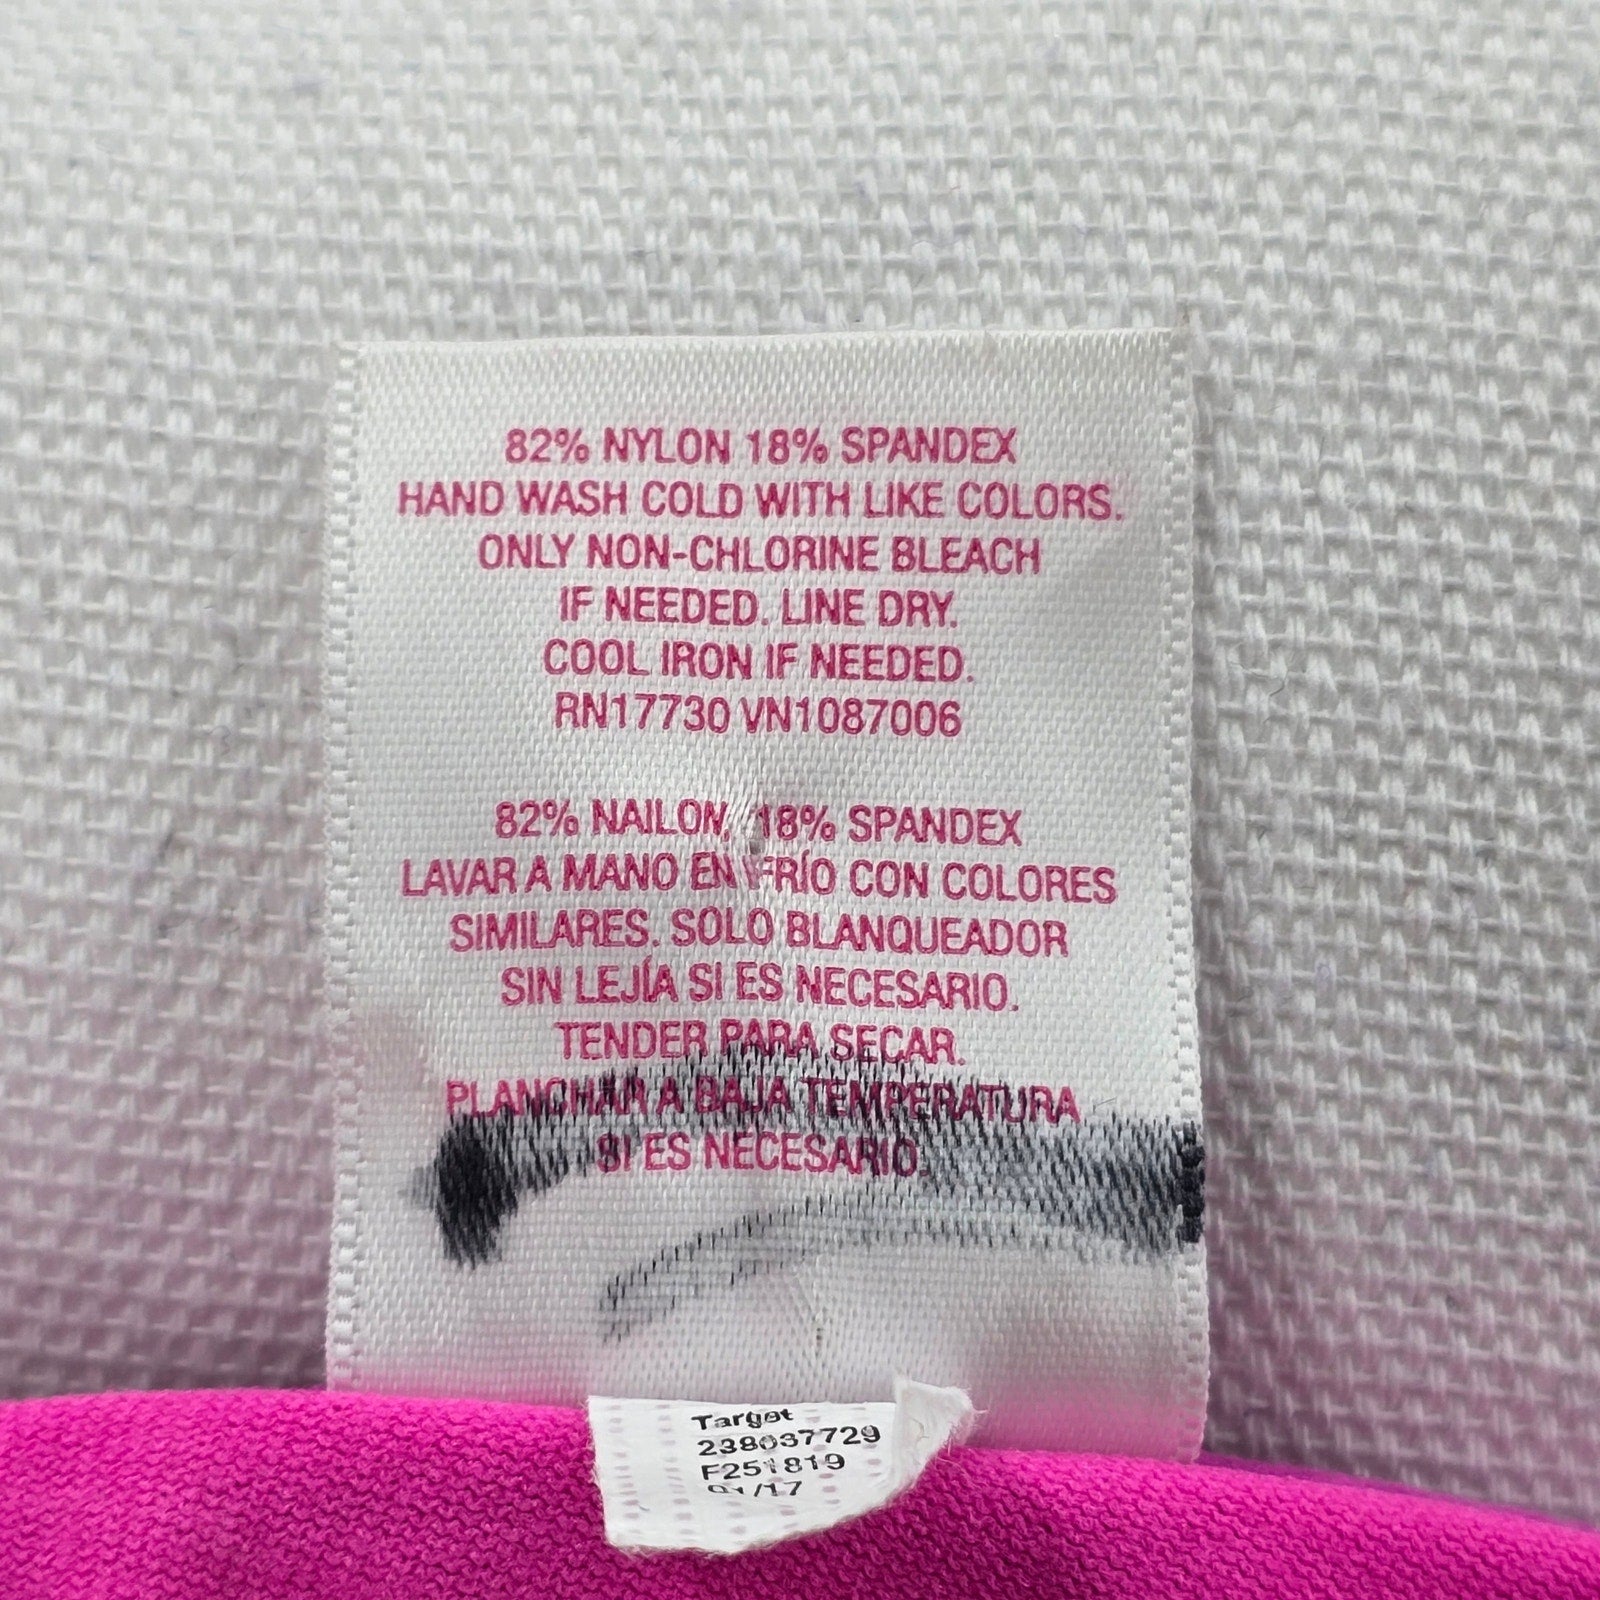 82% NYLON 18% SPANDEX
HAND WASH COLD WITH LIKE COLORS.
ONLY NON-CHLORINE BLEACH
IF NEEDED. LINE DRY.
COOL IRON IF NEEDED.
RN17730 VN1087006
82% NAILON, 18% SPANDEX
LAVAR A MANO EN FRÍO CON COLORES
SIMILARES. SOLO BLANQUEADOR
SIN LEJÍA SI ES NECESARIO.
TENDER PARA SECAR.
PLANCHAR A BAJA TEMPERATURA
SI ES NECESARIO.
Target
238037729
F251819
01/17